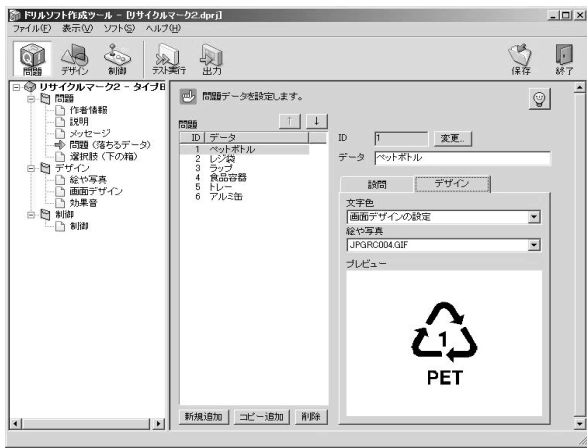 ドリルソフト作成ツール - [リサイクルマーク2.dprj]
ファイル(F) 表示(V) ソフト(S) ヘルプ(H)
問題 デザイン 制御 テスト実行 出力 保存 終了
リサイクルマーク2 - タイプB
問題
作者情報
説明
メッセージ
問題 (落ちるデータ)
選択肢 (下の箱)
デザイン
絵や写真
画面デザイン
効果音
制御
制御
問題データを設定します。
問題 ↑ ↓
ID データ
1 ペットボトル
2 レジ袋
3 ラップ
4 食品容器
5 トレー
6 アルミ缶
新規追加 コピー追加 削除
ID 1 変更..
データ ペットボトル
設問 デザイン
文字色
画面デザインの設定
絵や写真
JPGRC004.GIF
プレビュー
1
PET